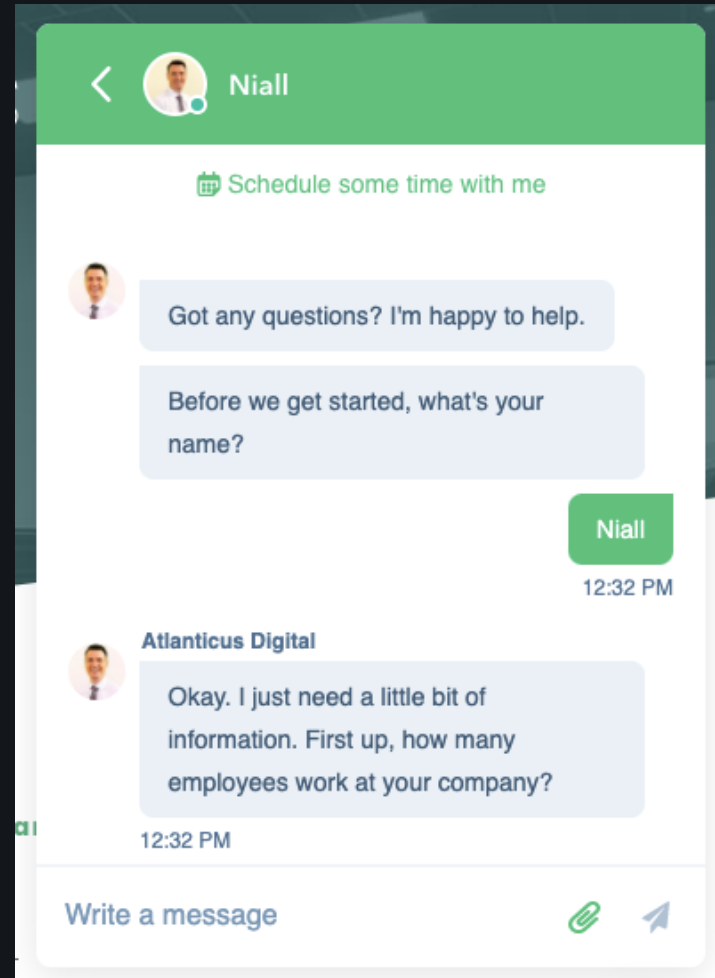 Niall
Schedule some time with me
Got any questions? I'm happy to help.
Before we get started, what's your
name?
Niall
12:32 PM
Atlanticus Digital
Okay. I just need a little bit of
information. First up, how many
employees work at your company?
12:32 PM
Write a message